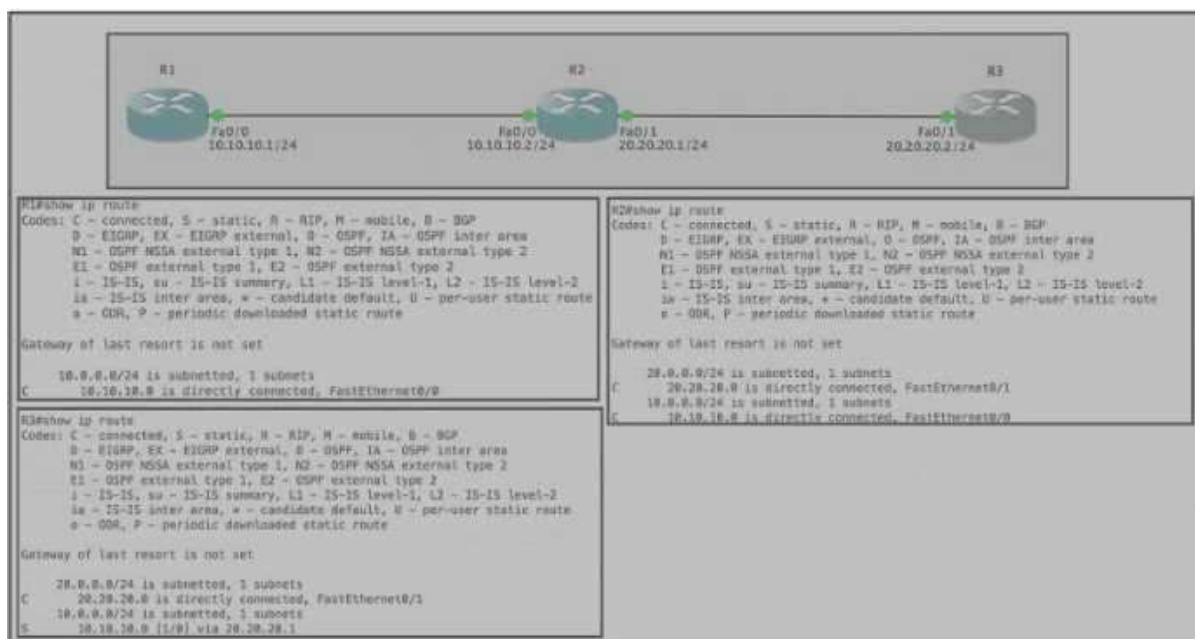 R1
R2
R3
Fa0/0
10.10.10.1/24
Fa0/0
10.10.10.2/24
Fa0/1
20.20.20.1/24
Fa0/1
20.20.20.2/24
R1#show ip route
Codes: C - connected, S - static, R - RIP, M - mobile, B - BGP
D - EIGRP, EX - EIGRP external, O - OSPF, IA - OSPF inter area
N1 - OSPF NSSA external type 1, N2 - OSPF NSSA external type 2
E1 - OSPF external type 1, E2 - OSPF external type 2
i - IS-IS, su - IS-IS summary, L1 - IS-IS level-1, L2 - IS-IS level-2
ia - IS-IS inter area, * - candidate default, U - per-user static route
o - ODR, P - periodic downloaded static route
Gateway of last resort is not set
10.0.0.0/24 is subnetted, 1 subnets
C 10.10.10.0 is directly connected, FastEthernet0/0
R2#show ip route
Codes: C - connected, S - static, R - RIP, M - mobile, B - BGP
D - EIGRP, EX - EIGRP external, O - OSPF, IA - OSPF inter area
N1 - OSPF NSSA external type 1, N2 - OSPF NSSA external type 2
E1 - OSPF external type 1, E2 - OSPF external type 2
i - IS-IS, su - IS-IS summary, L1 - IS-IS level-1, L2 - IS-IS level-2
ia - IS-IS inter area, * - candidate default, U - per-user static route
o - ODR, P - periodic downloaded static route
Gateway of last resort is not set
20.0.0.0/24 is subnetted, 1 subnets
C 20.20.20.0 is directly connected, FastEthernet0/1
10.0.0.0/24 is subnetted, 1 subnets
C 10.10.10.0 is directly connected, FastEthernet0/0
R3#show ip route
Codes: C - connected, S - static, R - RIP, M - mobile, B - BGP
D - EIGRP, EX - EIGRP external, O - OSPF, IA - OSPF inter area
N1 - OSPF NSSA external type 1, N2 - OSPF NSSA external type 2
E1 - OSPF external type 1, E2 - OSPF external type 2
i - IS-IS, su - IS-IS summary, L1 - IS-IS level-1, L2 - IS-IS level-2
ia - IS-IS inter area, * - candidate default, U - per-user static route
o - ODR, P - periodic downloaded static route
Gateway of last resort is not set
20.0.0.0/24 is subnetted, 1 subnets
C 20.20.20.0 is directly connected, FastEthernet0/1
10.0.0.0/24 is subnetted, 1 subnets
S 10.10.10.0 [1/0] via 20.20.20.1